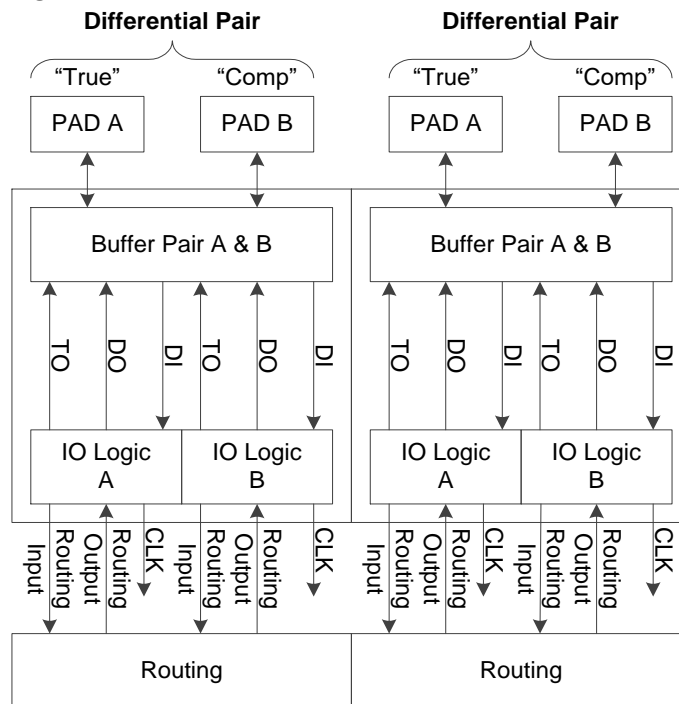 Differential Pair Differential Pair
“True” “Comp” “True” “Comp”
PAD A PAD B PAD A PAD B
Buffer Pair A & B Buffer Pair A & B
TO DO DI TO DO DI TO DO DI TO DO DI
IO Logic IO Logic IO Logic IO Logic
A B A B
Routing Input Routing Output CLK Routing Input Routing Output CLK Routing Input Routing Output CLK Routing Input Routing Output CLK
Routing Routing